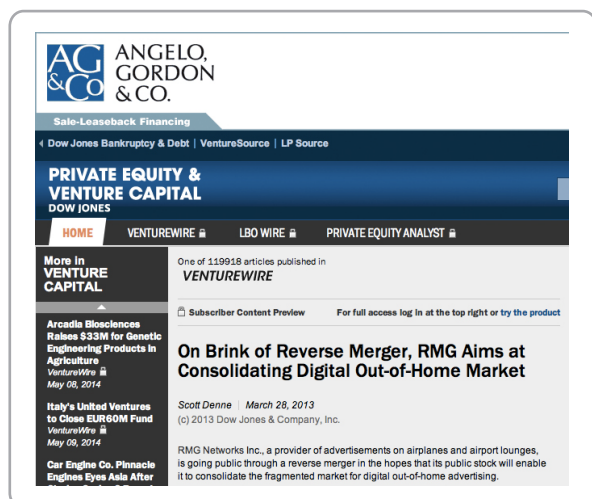 AG
&Co
ANGELO,
GORDON
& CO.
Sale-Leaseback Financing
Dow Jones Bankruptcy & Debt | VentureSource | LP Source
PRIVATE EQUITY &
VENTURE CAPITAL
DOW JONES
HOME VENTUREWIRE LBO WIRE PRIVATE EQUITY ANALYST
More in
VENTURE
CAPITAL
Arcadia Biosciences
Raises $33M for Genetic
Engineering Products In
Agriculture
VentureWire
May 08, 2014
Italy's United Ventures
to Close EUR60M Fund
VentureWire
May 09, 2014
Car Engine Co. Pinnacle
Engines Eyes Asia After
One of 119918 articles published in
VENTUREWIRE
Subscriber Content Preview For full access log in at the top right or try the product
On Brink of Reverse Merger, RMG Aims at
Consolidating Digital Out-of-Home Market
Scott Denne | March 28, 2013
(c) 2013 Dow Jones & Company, Inc.
RMG Networks Inc., a provider of advertisements on airplanes and airport lounges,
is going public through a reverse merger in the hopes that its public stock will enable
it to consolidate the fragmented market for digital out-of-home advertising.